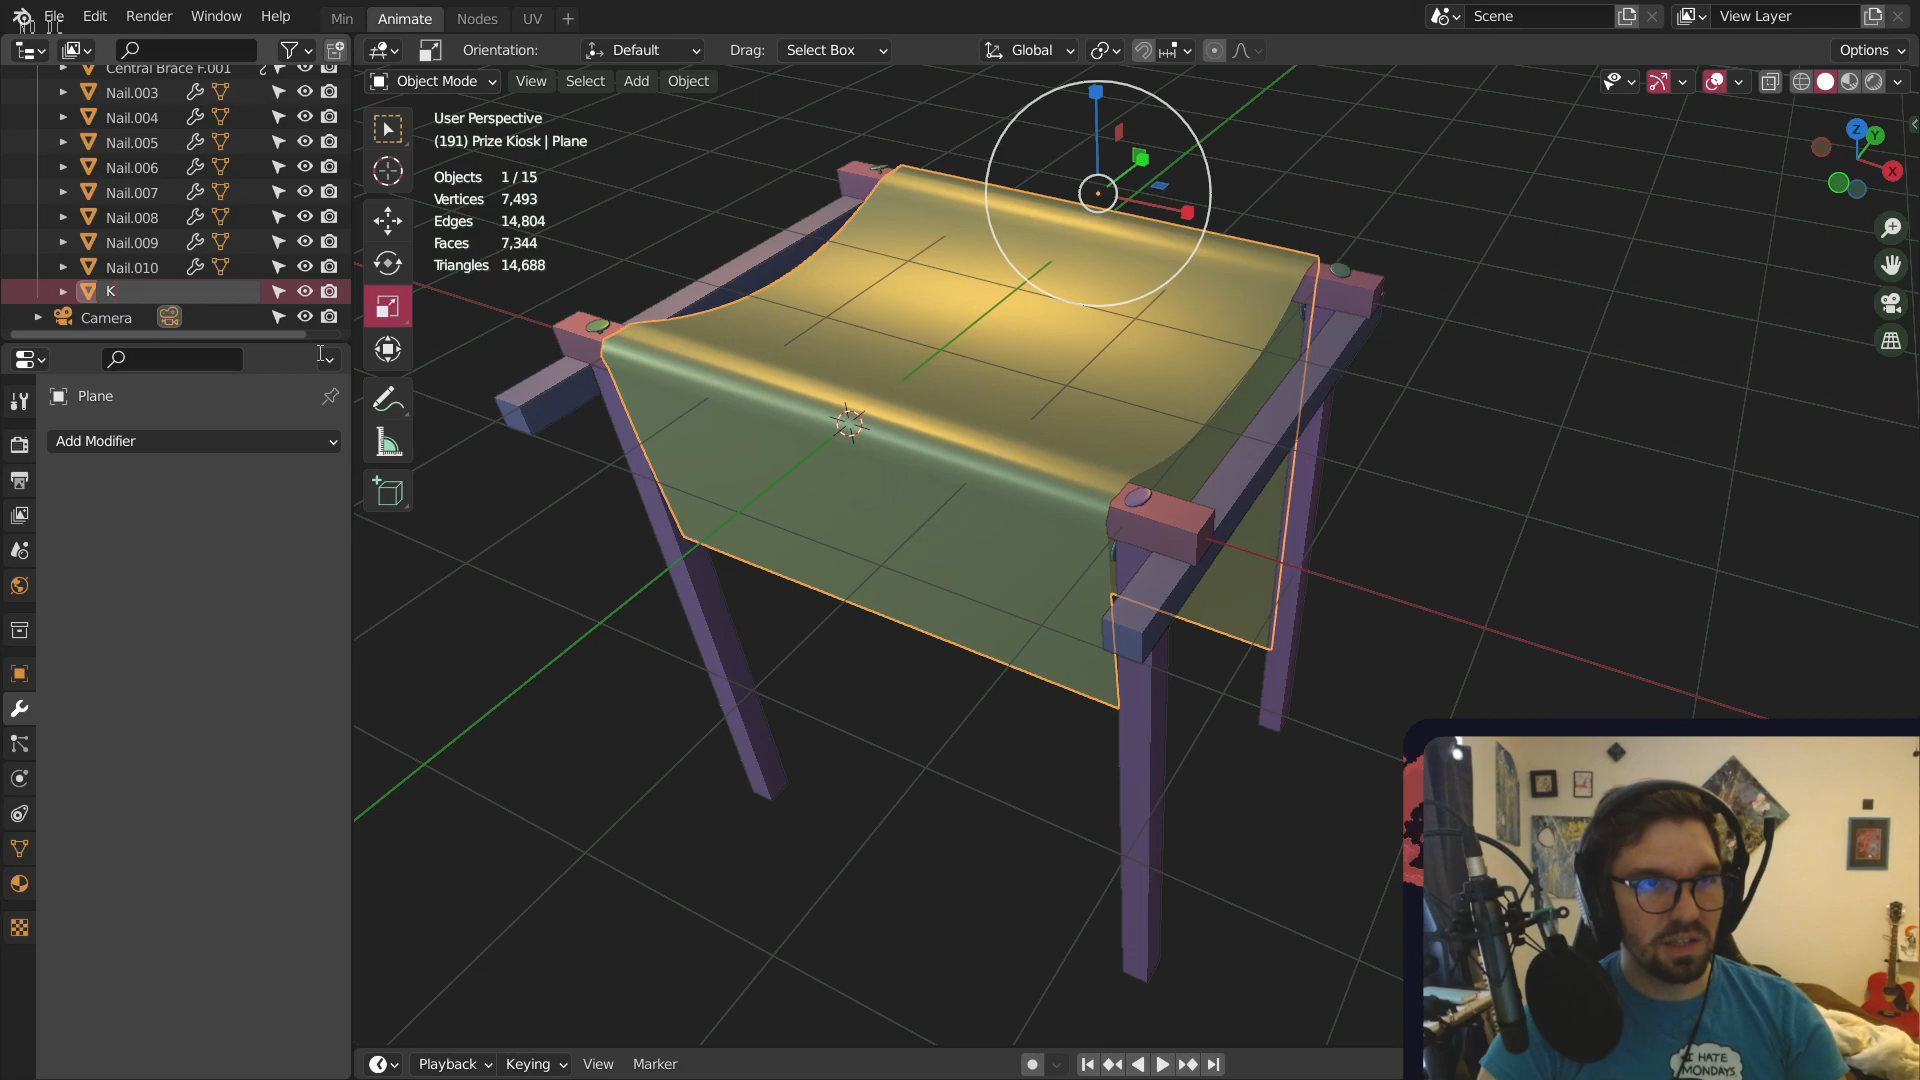 File Edit Render Window Help
Min Animate Nodes UV
Scene
View Layer
Orientation: Default Drag: Select Box Global Options
Object Mode View Select Add Object
Central Brace F.001
Nail.003
Nail.004
Nail.005
Nail.006
Nail.007
Nail.008
Nail.009
Nail.010
K
Camera
Plane
Add Modifier
User Perspective
(191) Prize Kiosk | Plane
Objects 1 / 15
Vertices 7,493
Edges 14,804
Faces 7,344
Triangles 14,688
Z
Y
X
Playback Keying View Marker
I HATE
MONDAYS